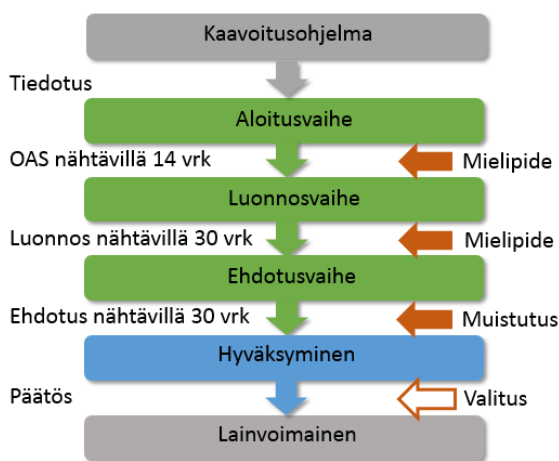 Kaavoitusohjelma
Tiedotus
Aloitusvaihe
OAS nähtävillä 14 vrk
Mielipide
Luonnosvaihe
Luonnos nähtävillä 30 vrk
Mielipide
Ehdotusvaihe
Ehdotus nähtävillä 30 vrk
Muistutus
Hyväksyminen
Päätös
Valitus
Lainvoimainen